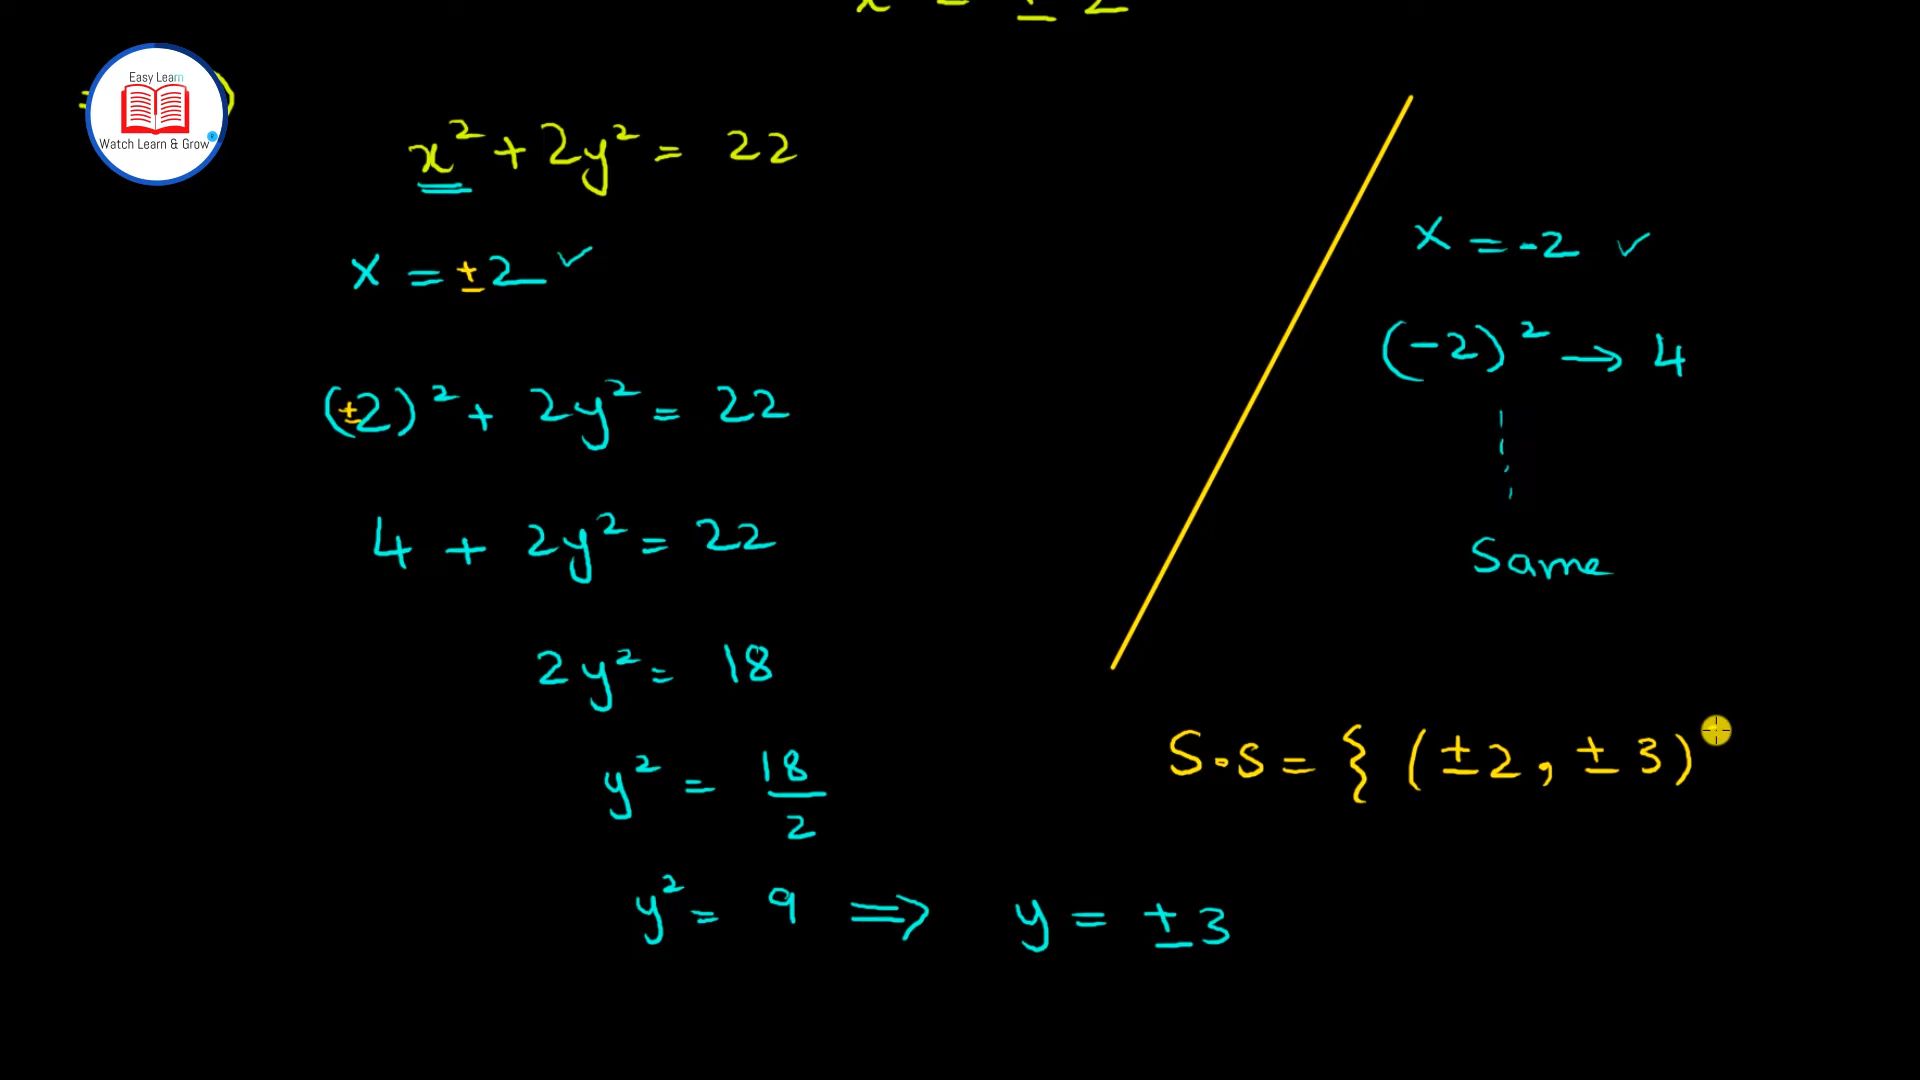 x = ± 2
Easy Learn
Watch Learn & Grow
x² + 2y² = 22
x = ±2 ✓
(±2)² + 2y² = 22
4 + 2y² = 22
2y² = 18
y² = 18/2
y² = 9 ⇒ y = ±3
x = -2 ✓
(-2)² → 4
Same
S.S = { (±2, ±3)